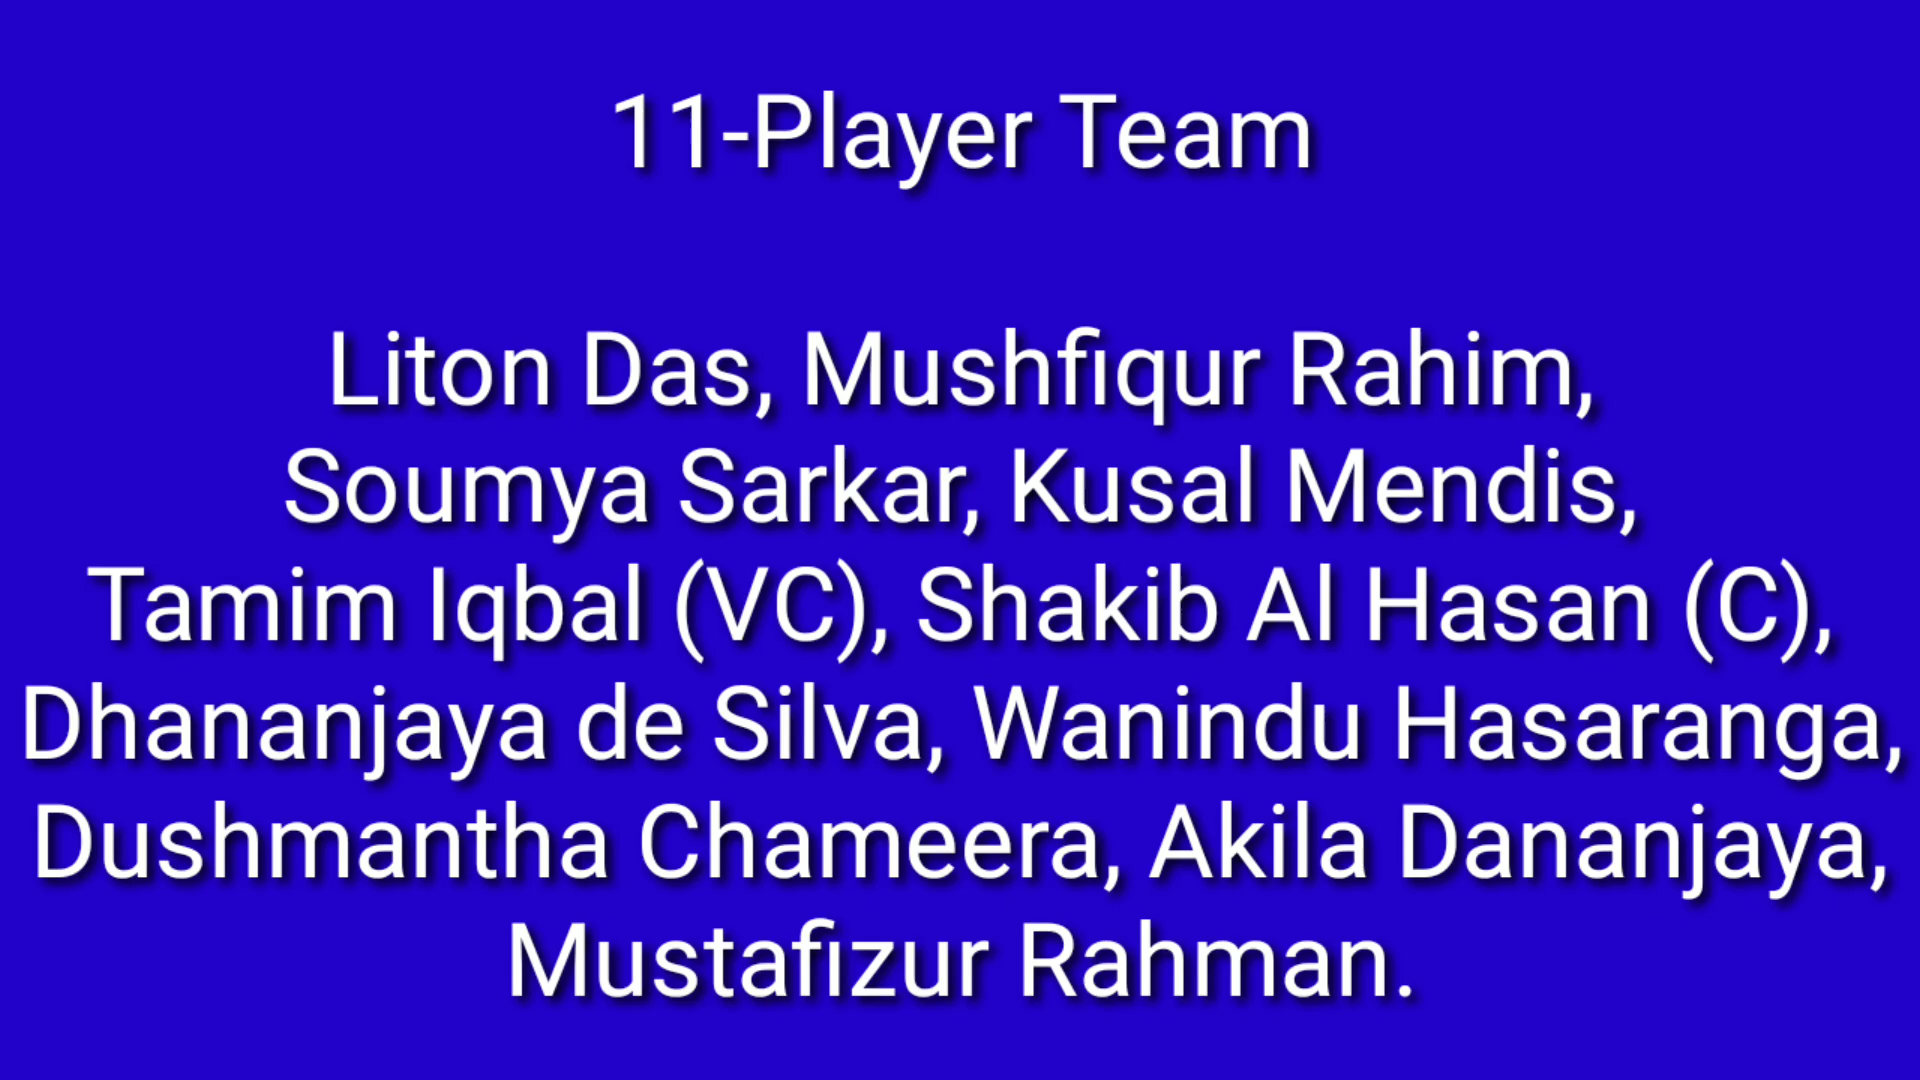 11-Player Team
Liton Das, Mushfiqur Rahim,
Soumya Sarkar, Kusal Mendis,
Tamim Iqbal (VC), Shakib Al Hasan (C),
Dhananjaya de Silva, Wanindu Hasaranga,
Dushmantha Chameera, Akila Dananjaya,
Mustafizur Rahman.